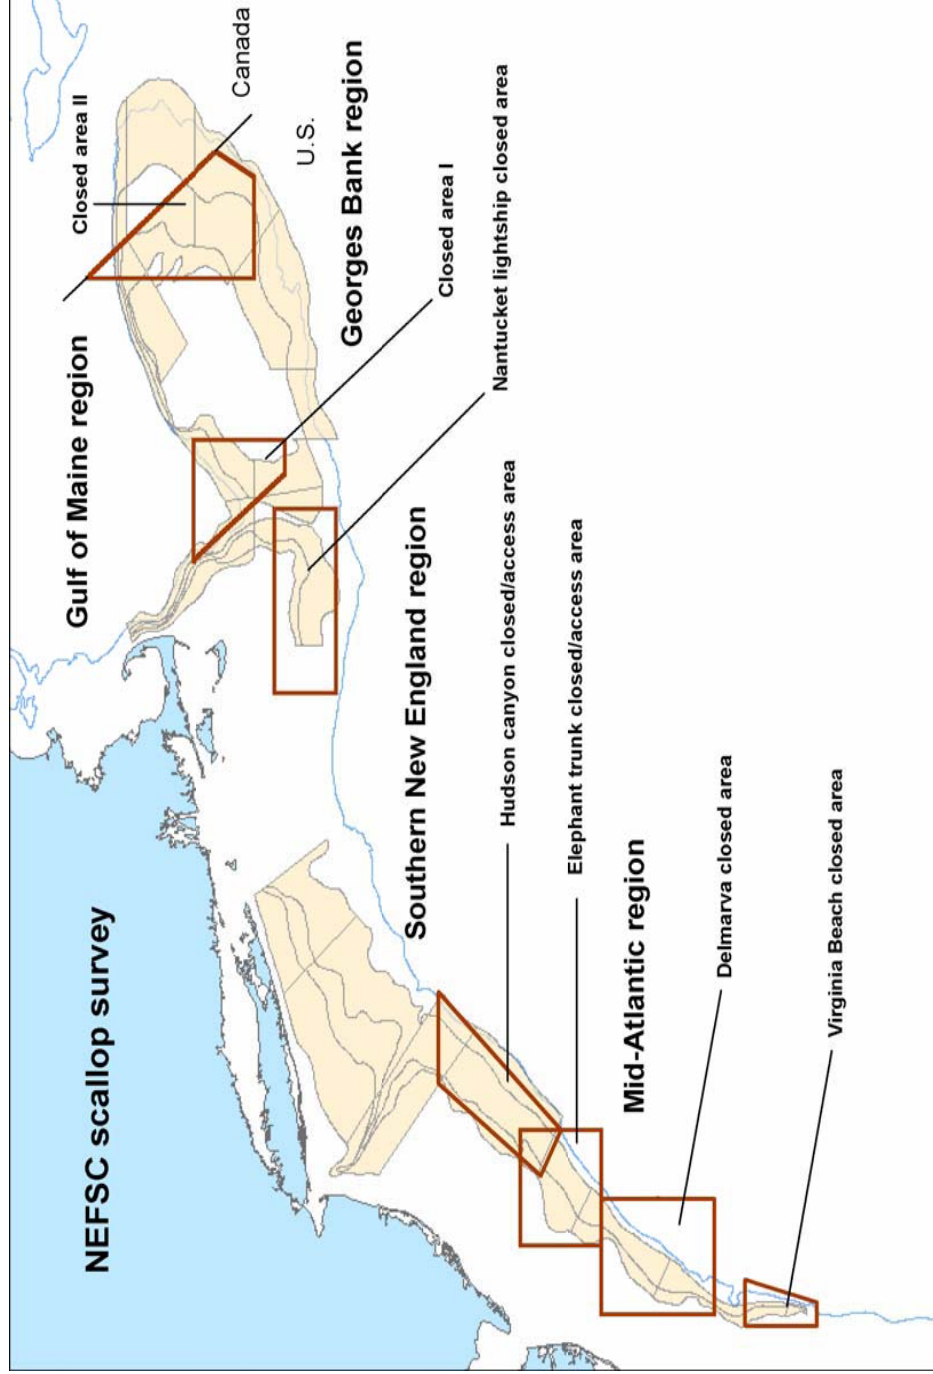 NEFSC scallop survey
Gulf of Maine region
Closed area II
Canada
U.S.
Georges Bank region
Closed area I
Nantucket lightship closed area
Southern New England region
Hudson canyon closed/access area
Elephant trunk closed/access area
Mid-Atlantic region
Delmarva closed area
Virginia Beach closed area